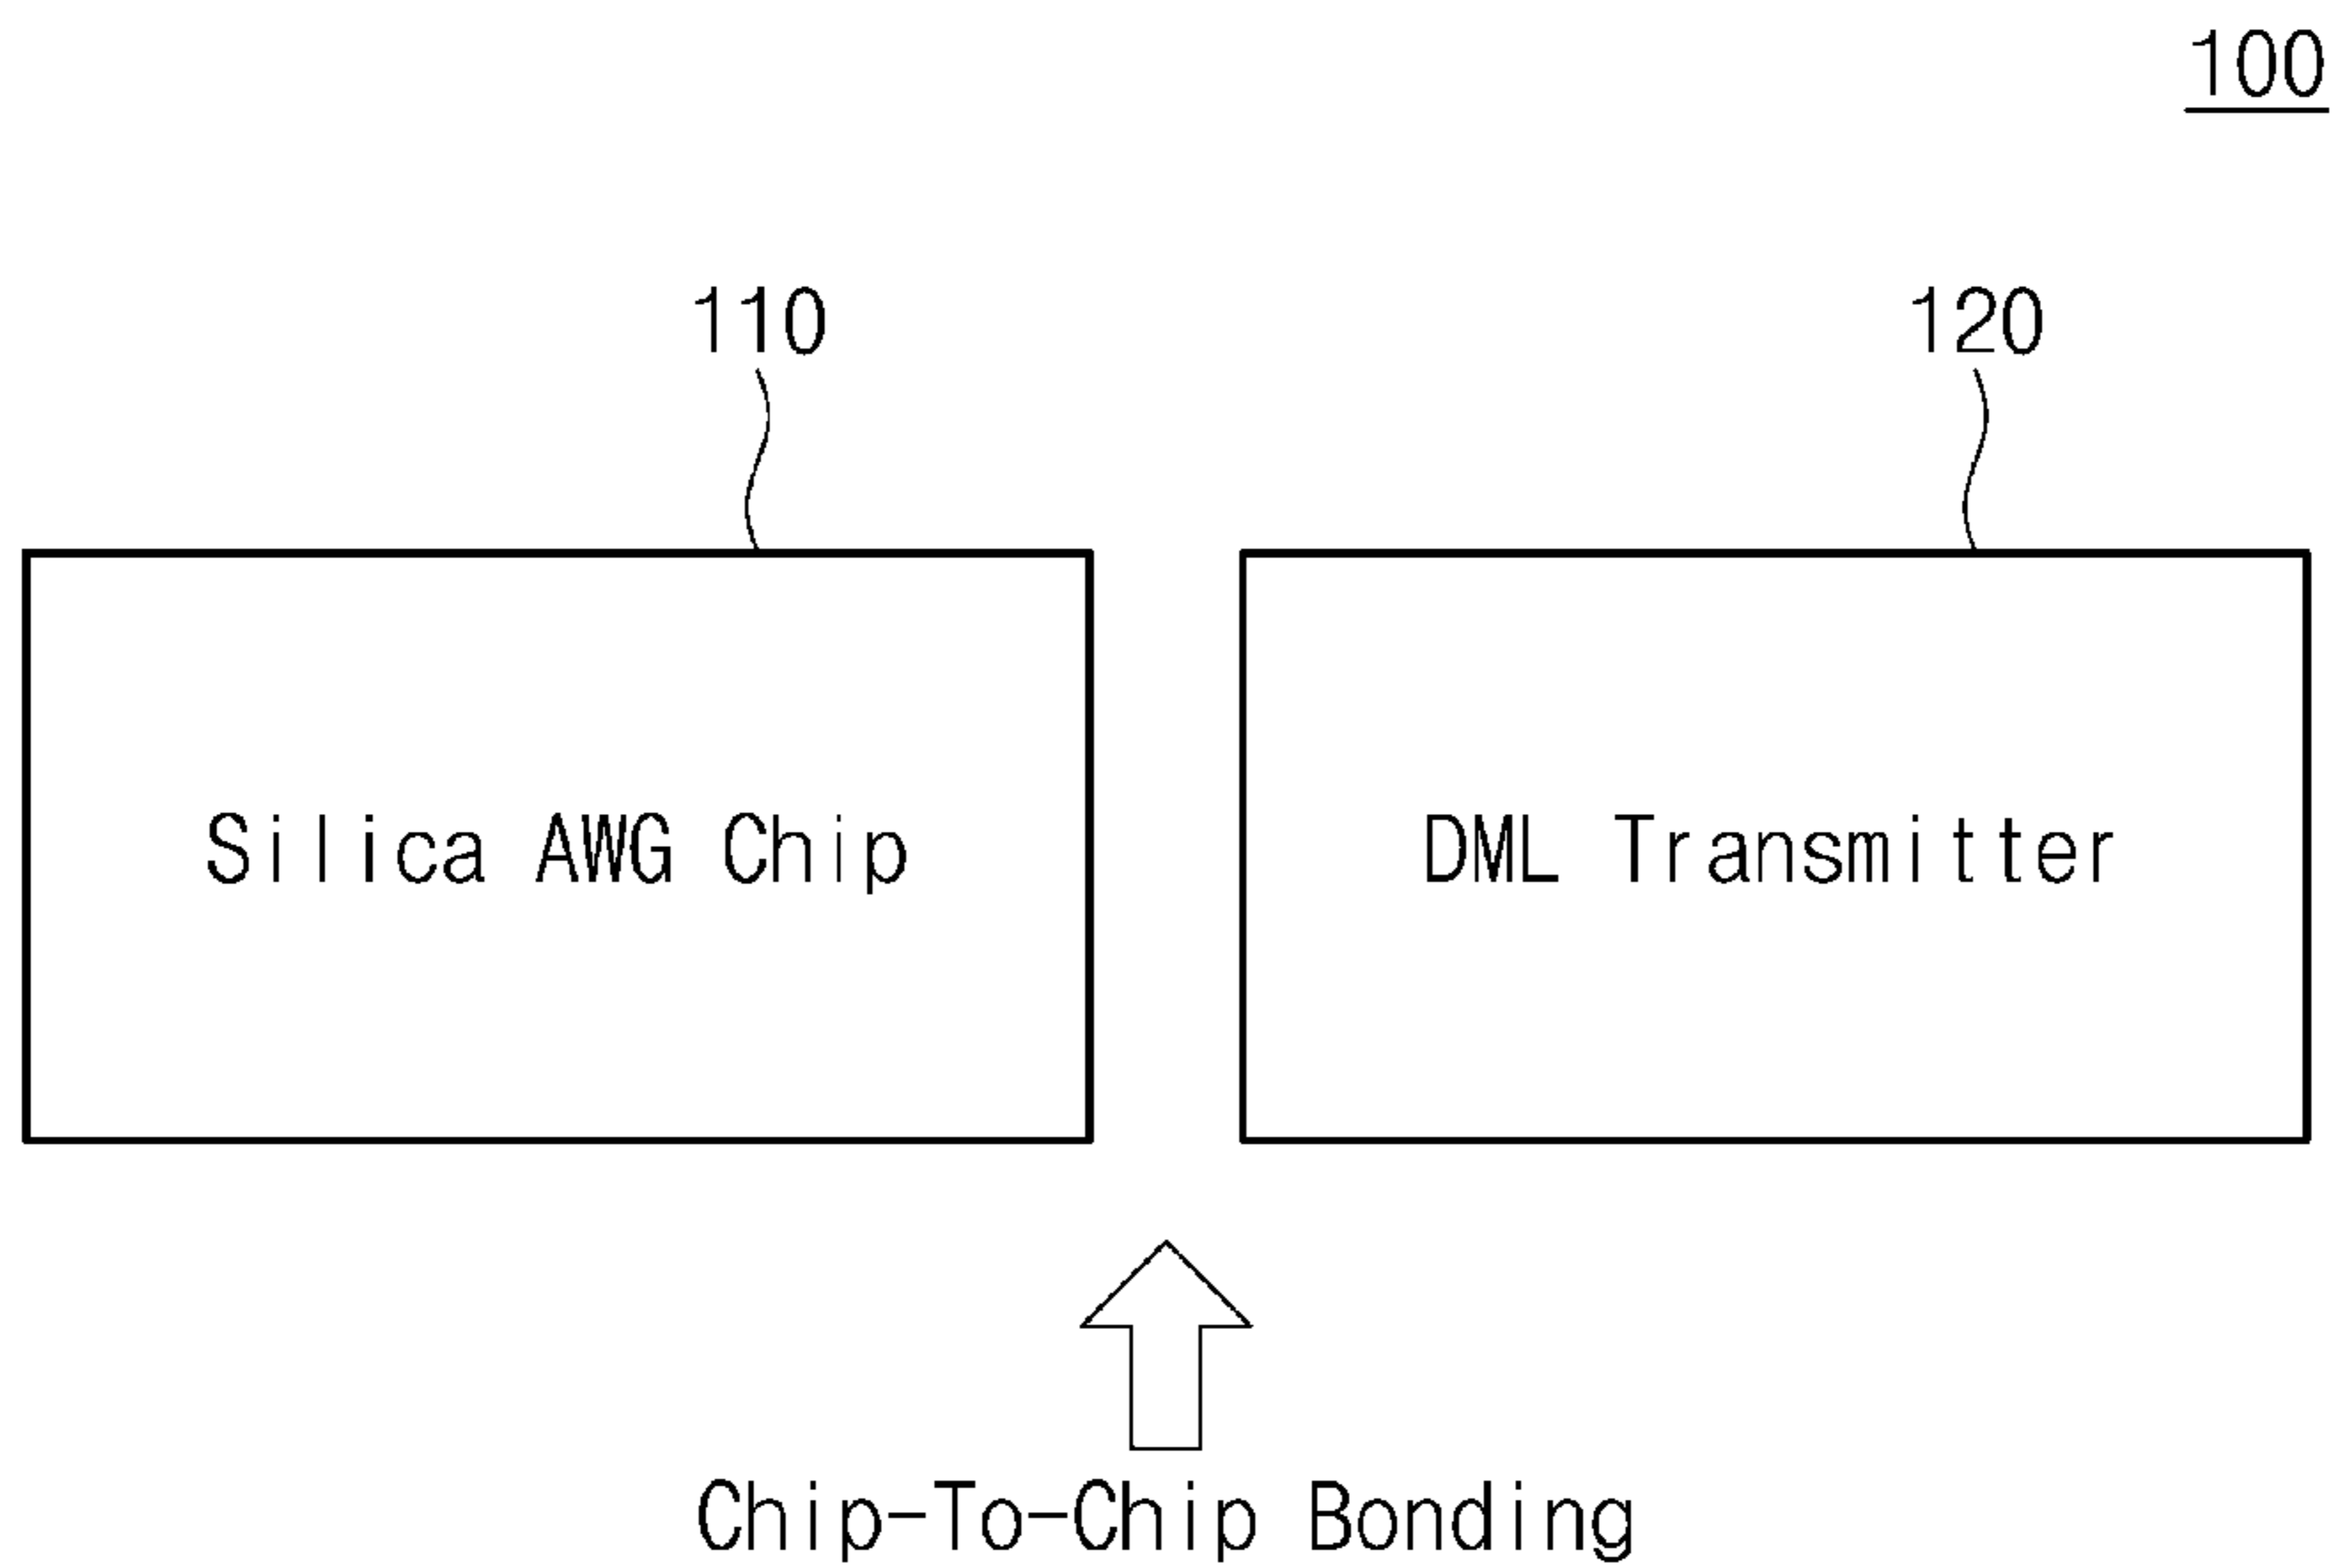 100
110
120
Silica AWG Chip
DML Transmitter
Chip-To-Chip Bonding